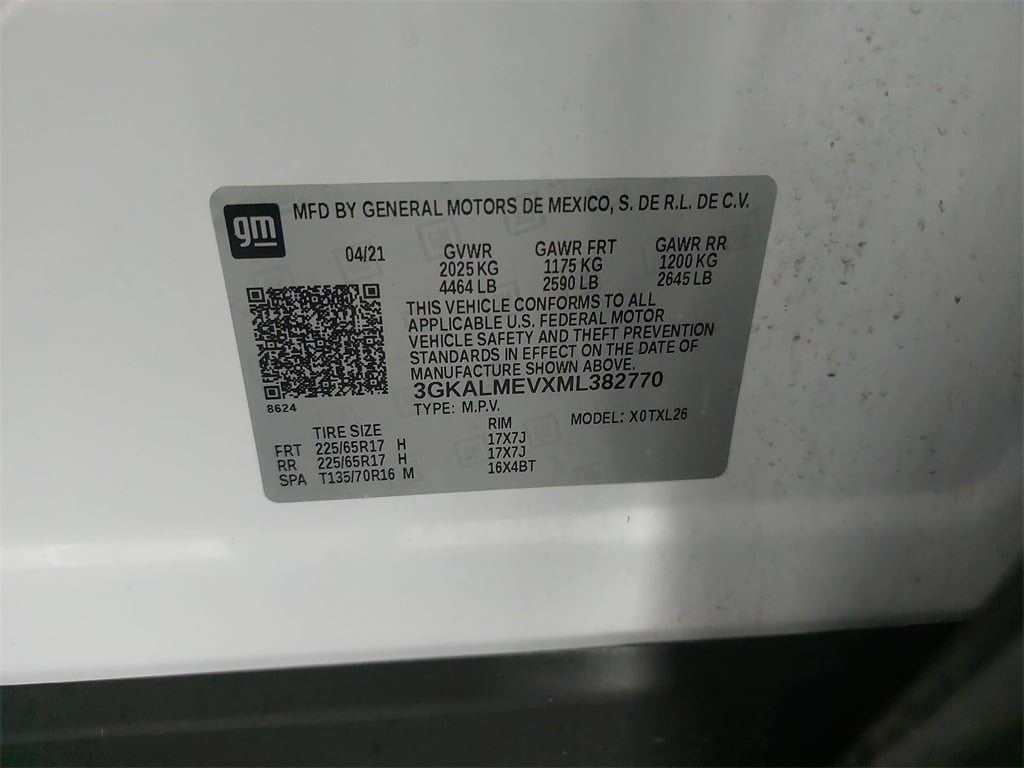 gm
MFD BY GENERAL MOTORS DE MEXICO, S. DE R.L. DE C.V.
04/21 GVWR GAWR FRT GAWR RR
2025 KG 1175 KG 1200 KG
4464 LB 2590 LB 2645 LB
THIS VEHICLE CONFORMS TO ALL
APPLICABLE U.S. FEDERAL MOTOR
VEHICLE SAFETY AND THEFT PREVENTION
STANDARDS IN EFFECT ON THE DATE OF
MANUFACTURE SHOWN ABOVE.
3GKALMEVXML382770
8624
TYPE: M.P.V.
MODEL: X0TXL26
TIRE SIZE RIM
FRT 225/65R17 H 17X7J
RR 225/65R17 H 17X7J
SPA T135/70R16 M 16X4BT